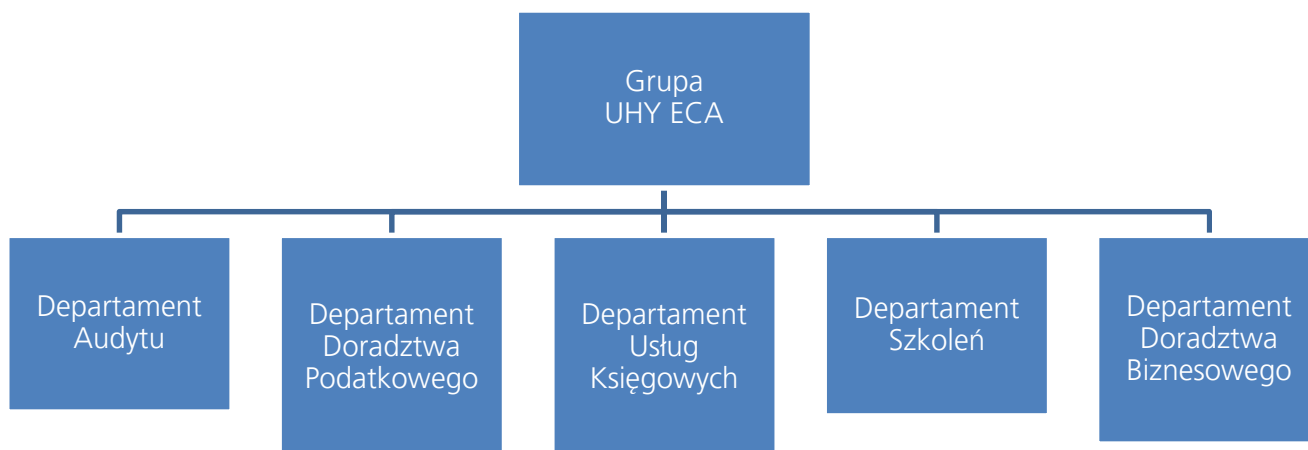 Grupa
UHY ECA
Departament
Audytu
Departament
Doradztwa
Podatkowego
Departament
Usług
Księgowych
Departament
Szkoleń
Departament
Doradztwa
Biznesowego